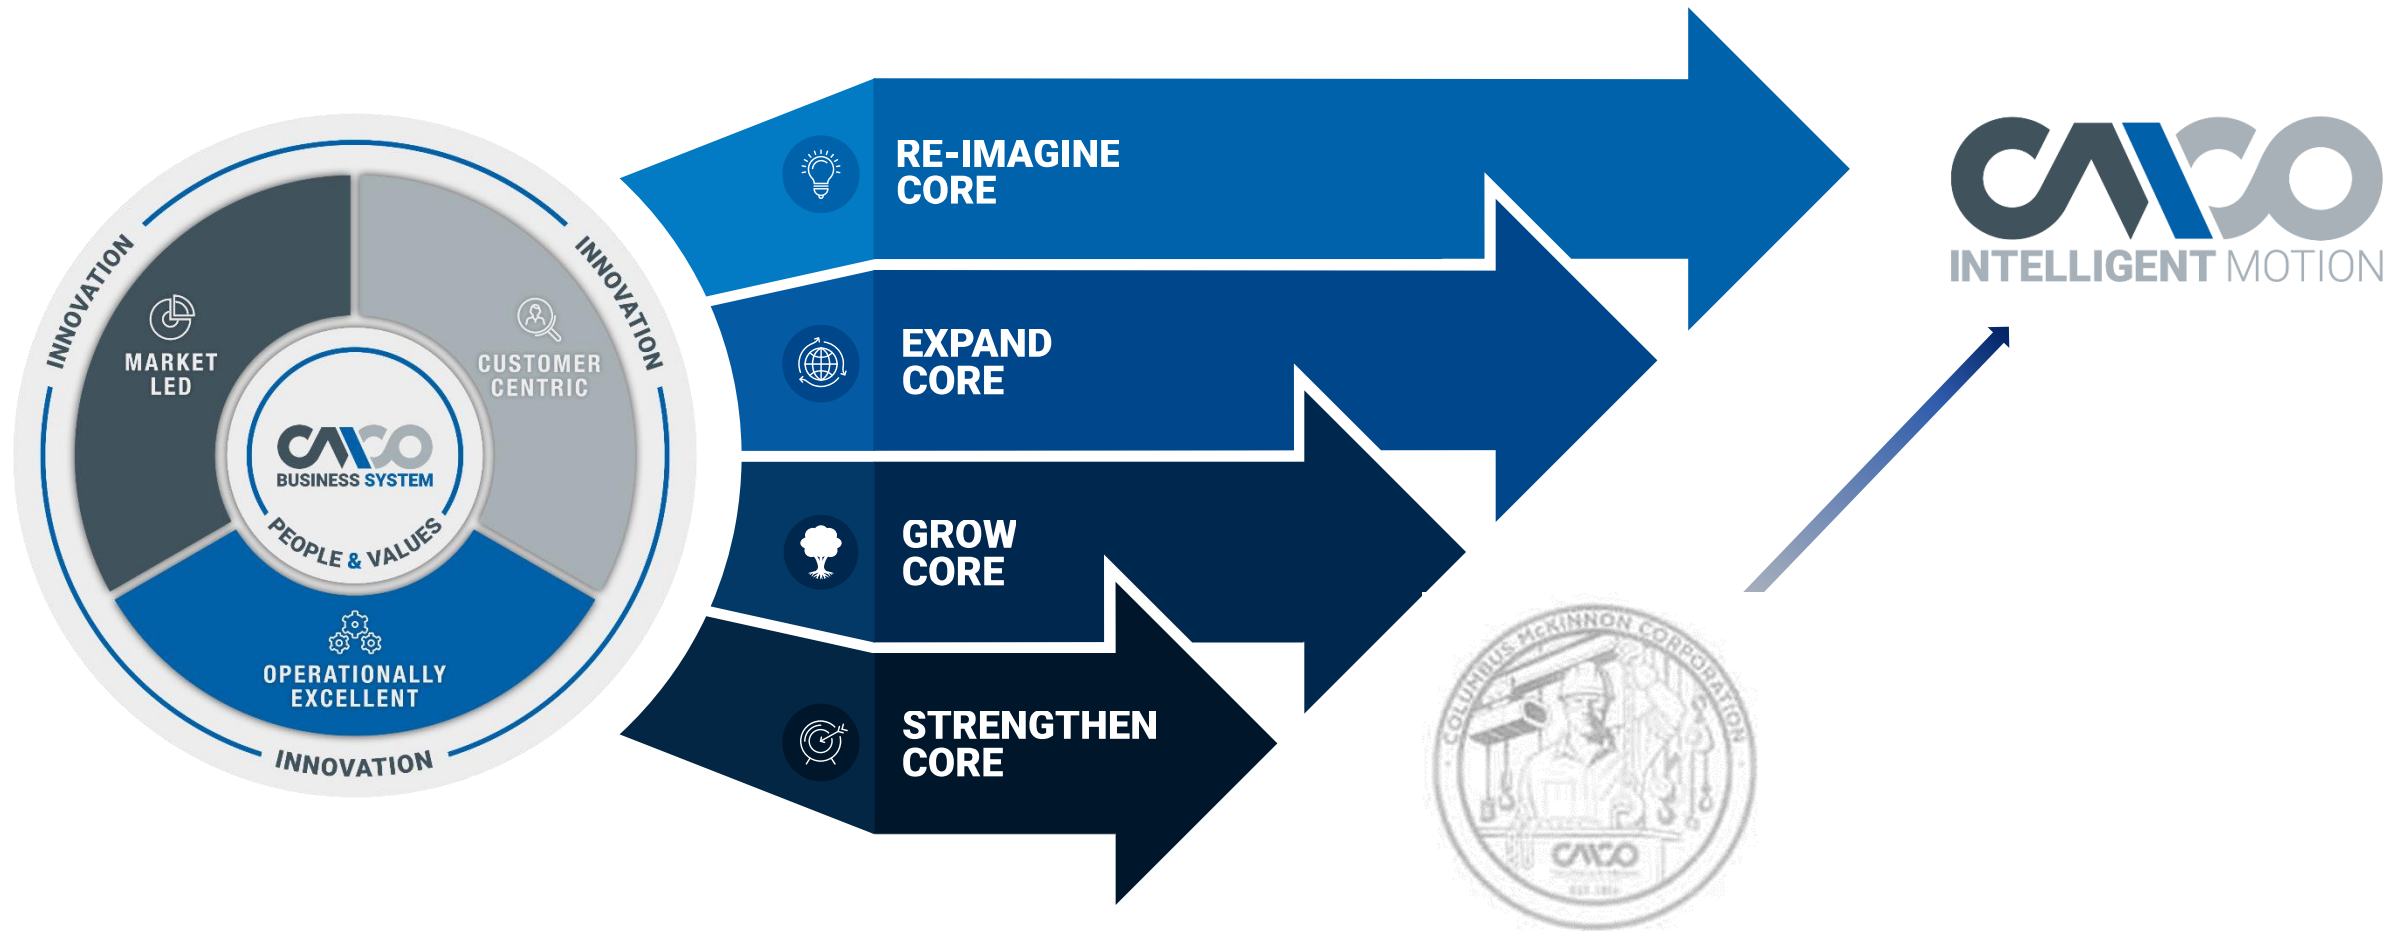 INNOVATION
INNOVATION
INNOVATION
MARKET
LED
CUSTOMER
CENTRIC
CMCO
BUSINESS SYSTEM
PEOPLE & VALUES
OPERATIONALLY
EXCELLENT
RE-IMAGINE
CORE
EXPAND
CORE
GROW
CORE
STRENGTHEN
CORE
CMCO
INTELLIGENT MOTION
COLUMBUS McKINNON CORPORATION
CMCO